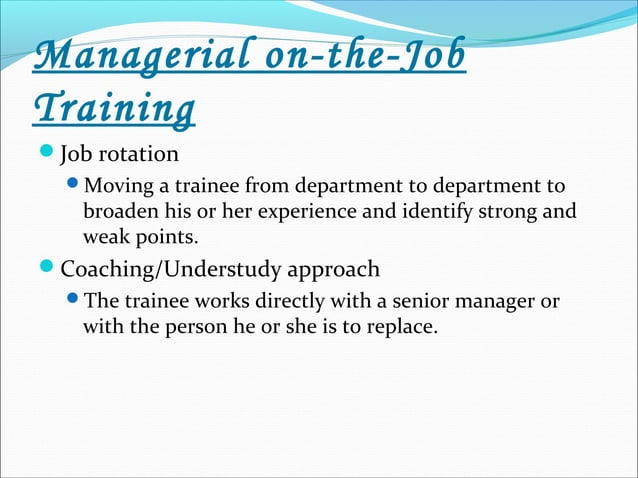 Managerial on-the-Job
Training
Job rotation
Moving a trainee from department to department to
broaden his or her experience and identify strong and
weak points.
Coaching/Understudy approach
The trainee works directly with a senior manager or
with the person he or she is to replace.